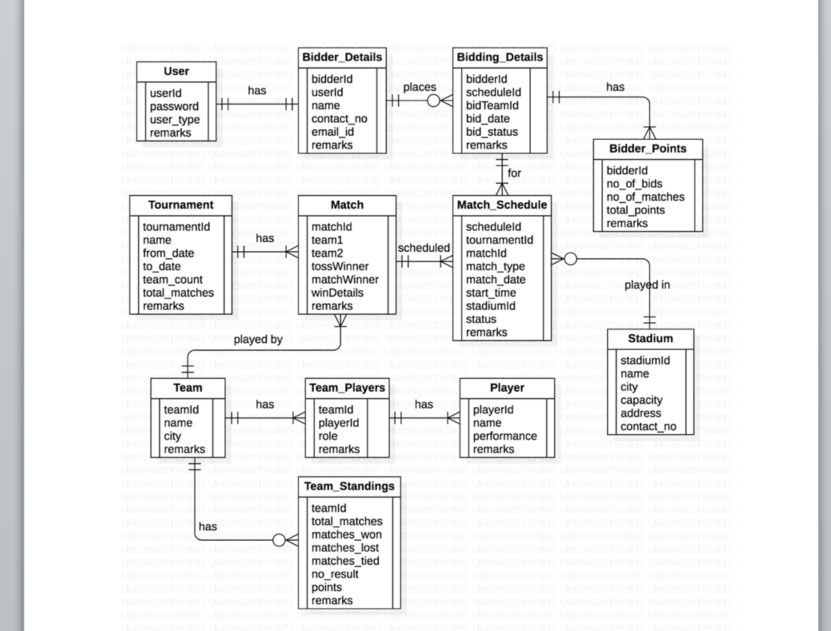 User
userId
password
user_type
remarks
has
Bidder_Details
bidderId
userId
name
contact_no
email_id
remarks
places
Bidding_Details
bidderId
scheduleId
bidTeamId
bid_date
bid_status
remarks
has
Bidder_Points
bidderId
no_of_bids
no_of_matches
total_points
remarks
for
Tournament
tournamentId
name
from_date
to_date
team_count
total_matches
remarks
has
Match
matchId
team1
team2
tossWinner
matchWinner
winDetails
remarks
scheduled
Match_Schedule
scheduleId
tournamentId
matchId
match_type
match_date
start_time
stadiumId
status
remarks
played in
Stadium
stadiumId
name
city
capacity
address
contact_no
played by
Team
teamId
name
city
remarks
has
Team_Players
teamId
playerId
role
remarks
has
Player
playerId
name
performance
remarks
has
Team_Standings
teamId
total_matches
matches_won
matches_lost
matches_tied
no_result
points
remarks